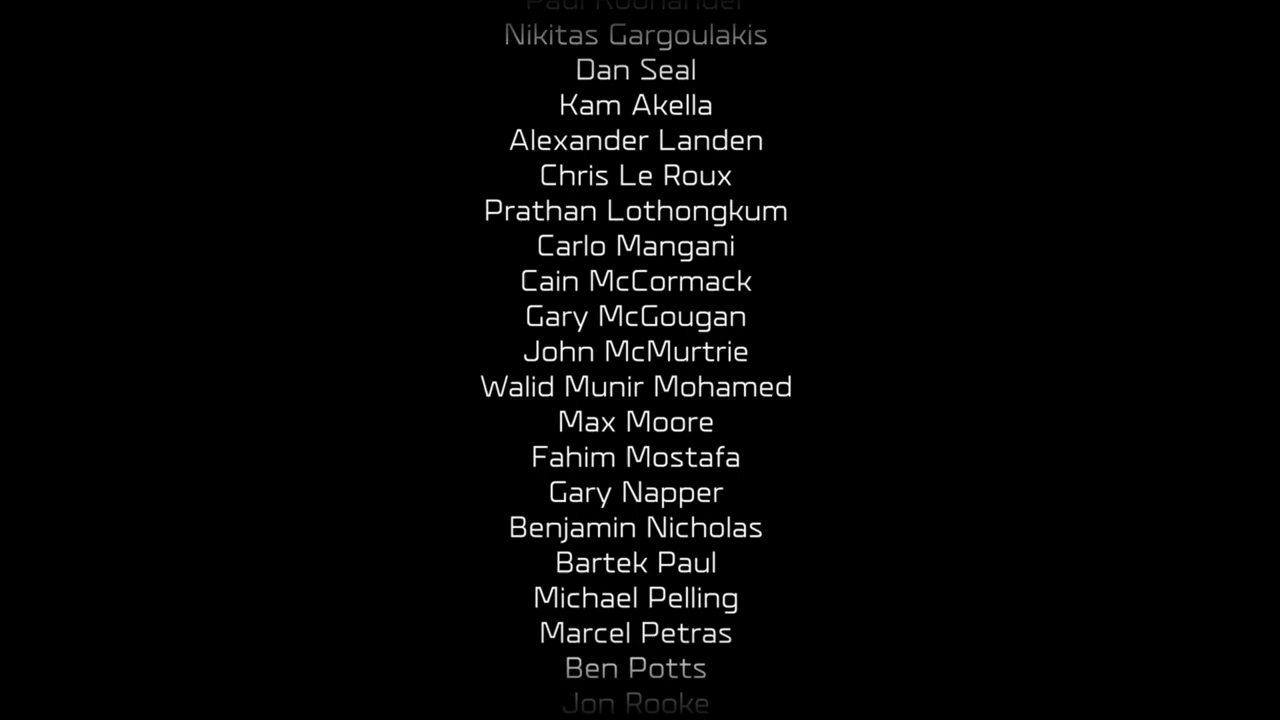 Nikitas Gargoulakis
Dan Seal
Kam Akella
Alexander Landen
Chris Le Roux
Prathan Lothongkum
Carlo Mangani
Cain McCormack
Gary McGougan
John McMurtrie
Walid Munir Mohamed
Max Moore
Fahim Mostafa
Gary Napper
Benjamin Nicholas
Bartek Paul
Michael Pelling
Marcel Petras
Ben Potts
Jon Rooke